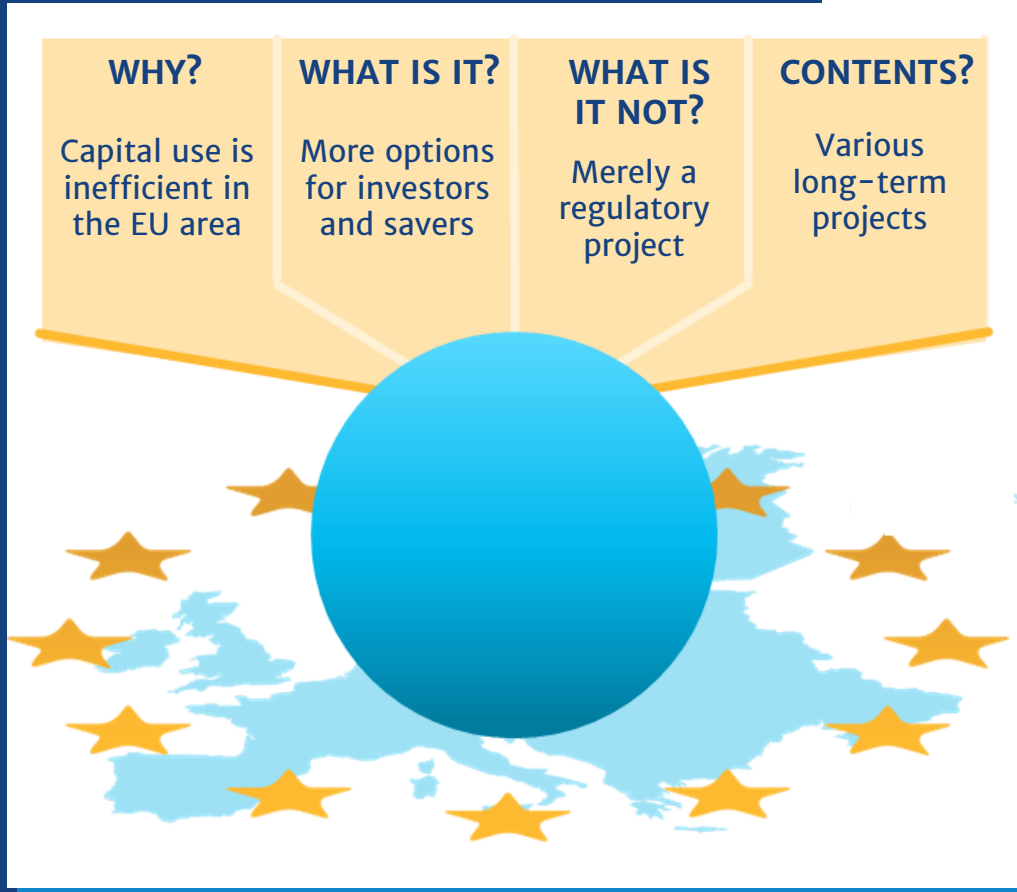 WHY?
Capital use is
inefficient in
the EU area
WHAT IS IT?
More options
for investors
and savers
WHAT IS
IT NOT?
Merely a
regulatory
project
CONTENTS?
Various
long-term
projects